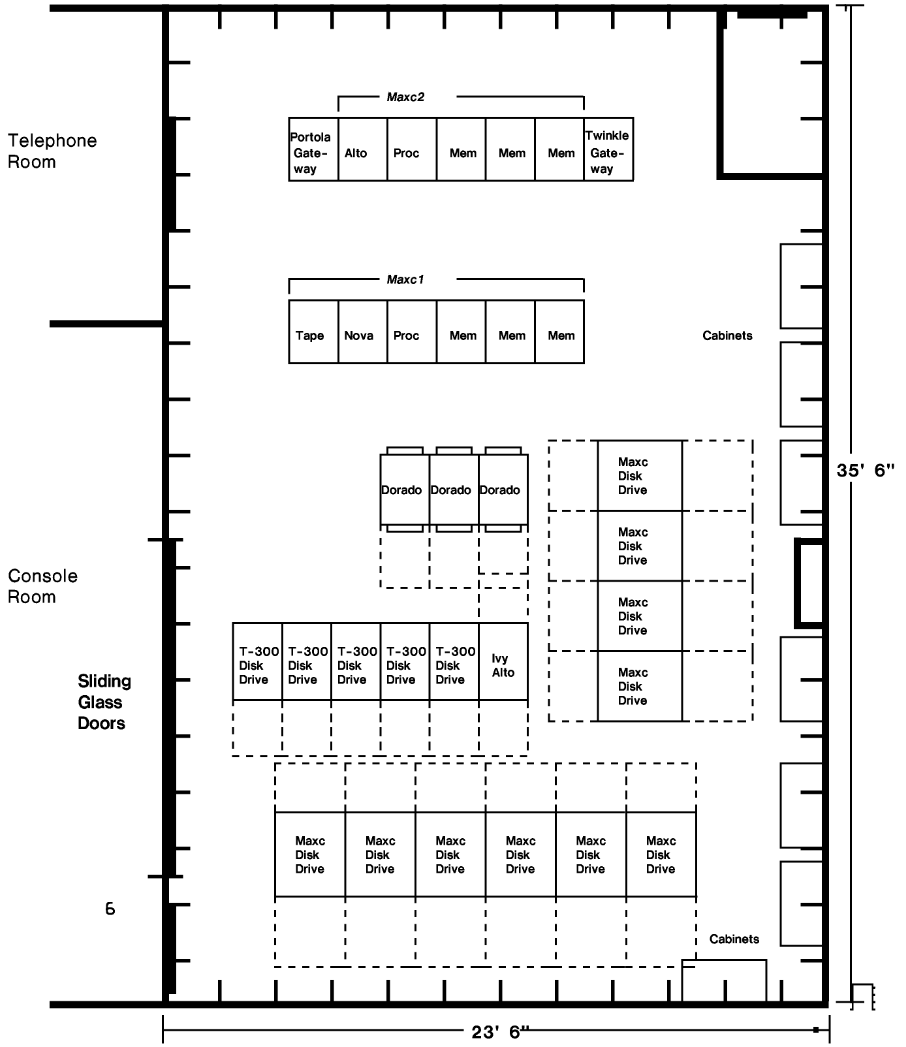 Maxc2
Portola Gate- way
Alto
Proc
Mem
Mem
Mem
Twinkle Gate- way
Telephone
Room
Maxc1
Tape
Nova
Proc
Mem
Mem
Mem
Cabinets
35' 6"
Dorado
Dorado
Dorado
Maxc
Disk
Drive
Maxc
Disk
Drive
Maxc
Disk
Drive
Maxc
Disk
Drive
Console
Room
T-300
Disk
Drive
T-300
Disk
Drive
T-300
Disk
Drive
T-300
Disk
Drive
T-300
Disk
Drive
Ivy
Alto
Sliding
Glass
Doors
Maxc
Disk
Drive
Maxc
Disk
Drive
Maxc
Disk
Drive
Maxc
Disk
Drive
Maxc
Disk
Drive
Maxc
Disk
Drive
Cabinets
23' 6"